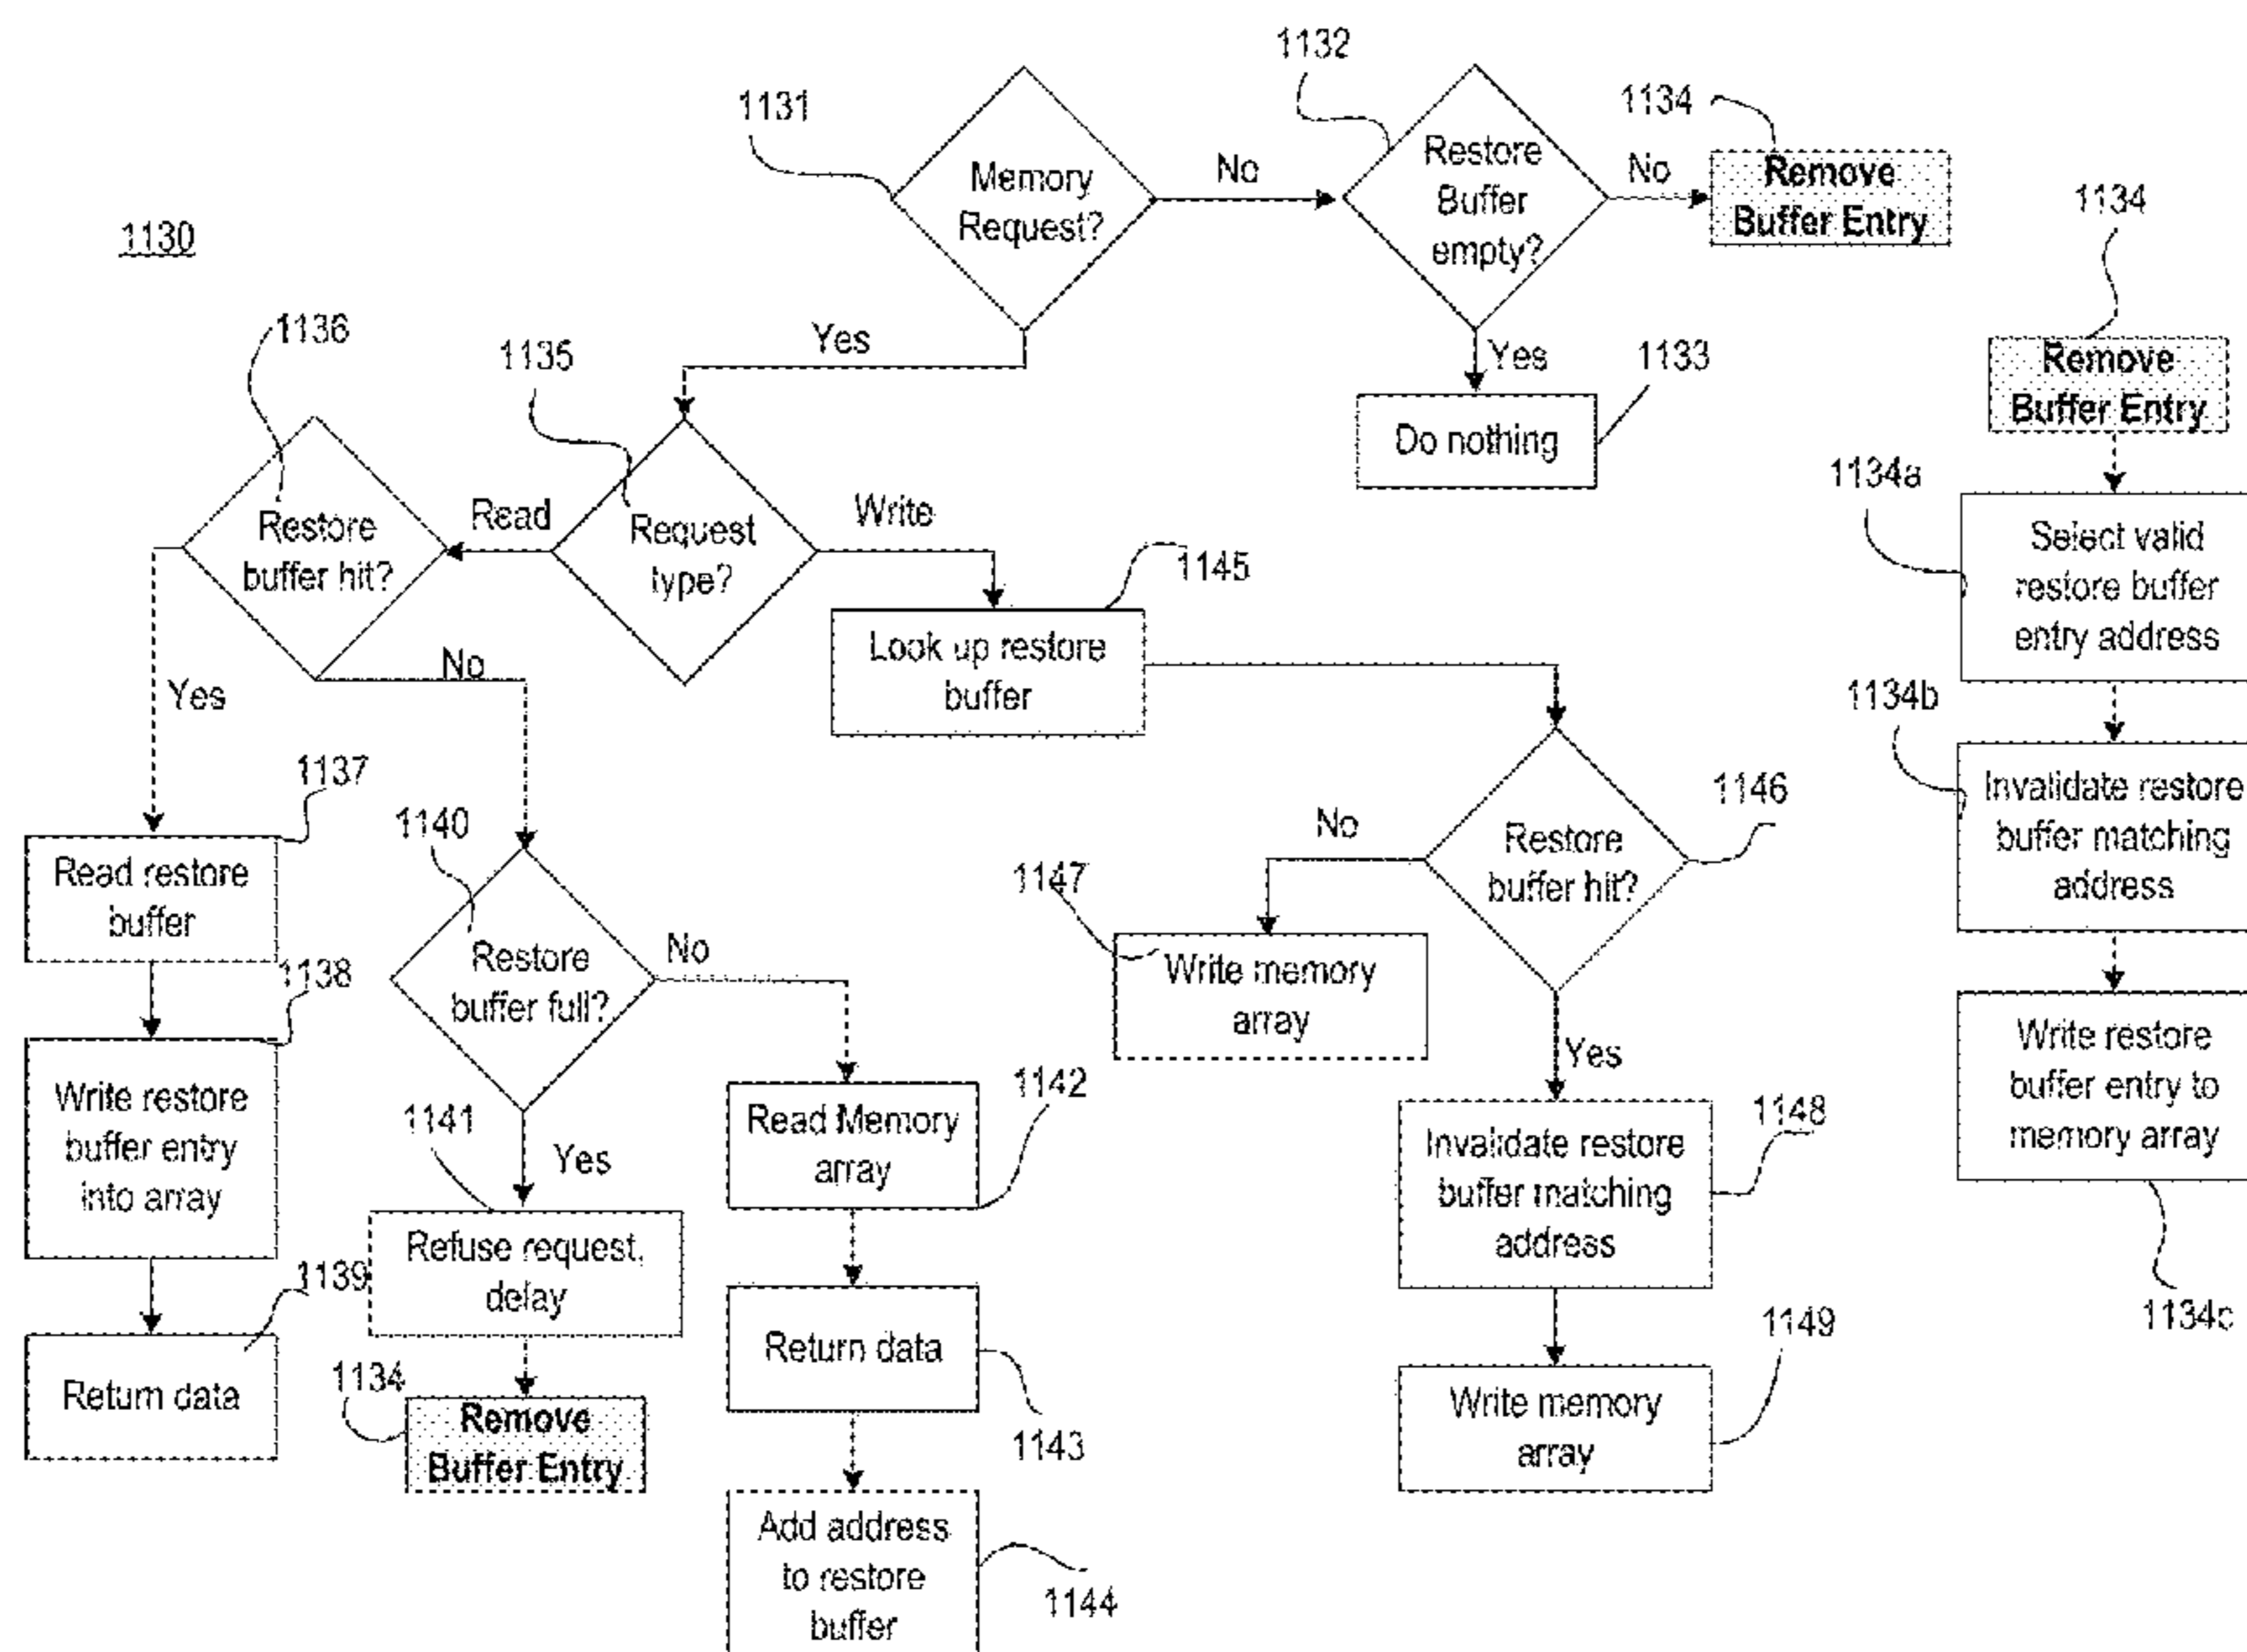 1132
1131
1134
Memory
Request?
No
Restore
Buffer
empty?
No
Remove
Buffer Entry
1134
1130
1136
1135
Yes
Yes
1133
Remove
Buffer Entry
Do nothing
1134a
Restore
buffer hit?
Read
Request
type?
Write
1145
Select valid
restore buffer
entry address
Look up restore
buffer
No
Yes
1134b
1137
1140
1146
Invalidate restore
buffer matching
address
No
Restore
buffer hit?
Read restore
buffer
1147
Restore
buffer full?
No
Write memory
array
1138
Yes
Write restore
buffer entry to
memory array
Write restore
buffer entry
into array
1141
Yes
Read Memory
array
1142
1148
Invalidate restore
buffer matching
address
Refuse request,
delay
1139
1134c
Return data
Return data
1149
1134
Remove
Buffer Entry
1143
Write memory
array
Add address
to restore
buffer
1144